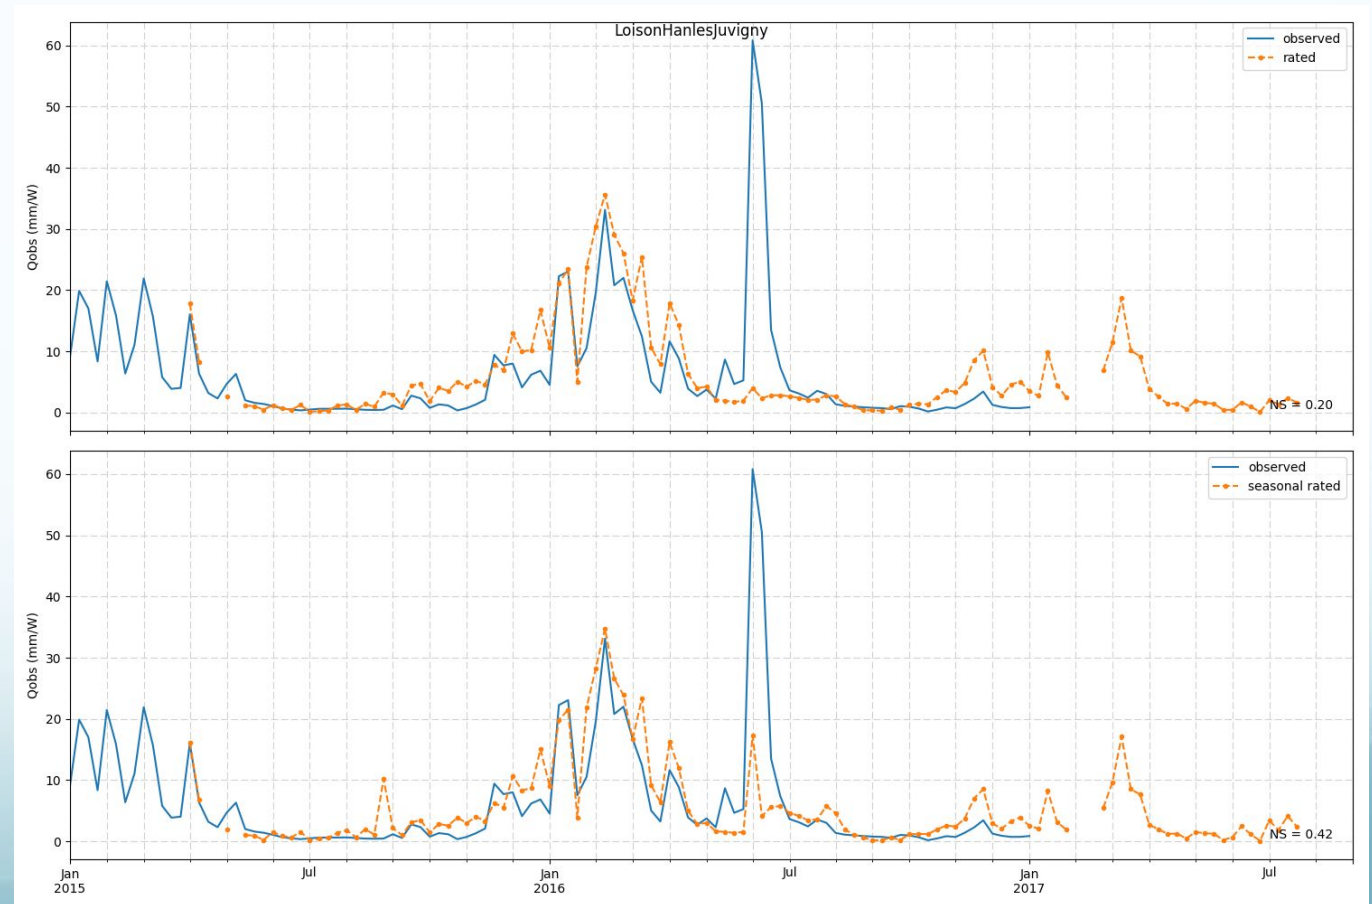 LoisonHanlesJuvigny
60
50
40
30
20
10
0
Qobs (mm/W)
observed
rated
NS = 0.20
60
50
40
30
20
10
0
Qobs (mm/W)
observed
seasonal rated
NS = 0.42
Jan Jul Jan Jul Jan Jul
2015 2016 2017